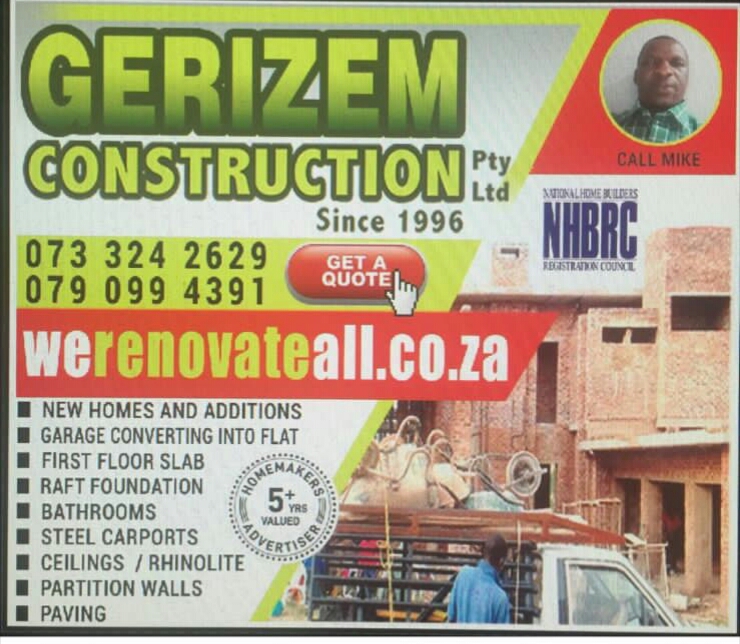 GERIZEM
CONSTRUCTION Pty Ltd
Since 1996
CALL MIKE
NATIONAL HOME BUILDERS
NHBRC
REGISTRATION COUNCIL
073 324 2629
079 099 4391
GET A
QUOTE
werenovateall.co.za
NEW HOMES AND ADDITIONS
GARAGE CONVERTING INTO FLAT
FIRST FLOOR SLAB
RAFT FOUNDATION
BATHROOMS
STEEL CARPORTS
CEILINGS / RHINOLITE
PARTITION WALLS
PAVING
HOMEMAKERS
5+ YRS
VALUED
ADVERTISER